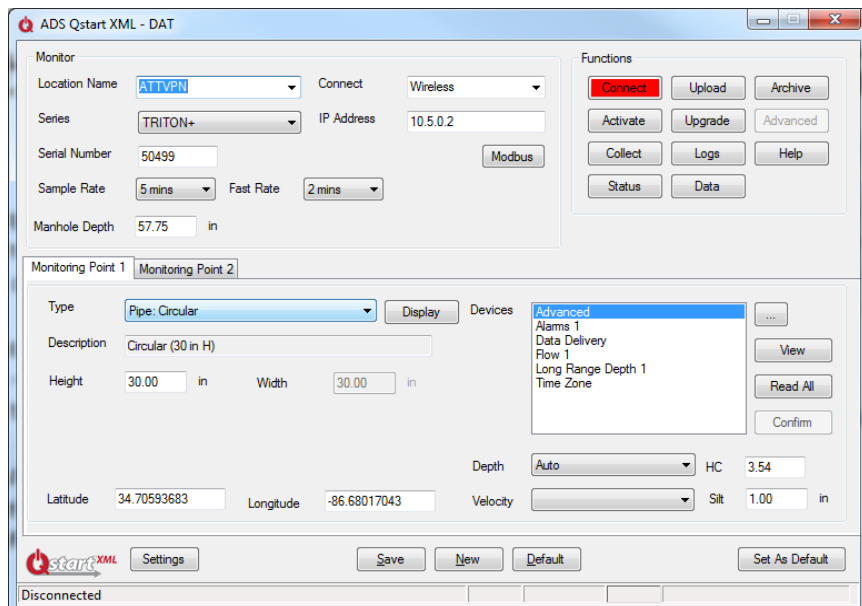 ADS Qstart XML - DAT
Monitor
Location Name ATTVPN Connect Wireless
Series TRITON+ IP Address 10.5.0.2
Serial Number 50499 Modbus
Sample Rate 5 mins Fast Rate 2 mins
Manhole Depth 57.75 in
Functions
Connect Upload Archive
Activate Upgrade Advanced
Collect Logs Help
Status Data
Monitoring Point 1 Monitoring Point 2
Type Pipe: Circular Display
Description Circular (30 in H)
Height 30.00 in Width 30.00 in
Devices
Advanced
Alarms 1
Data Delivery
Flow 1
Long Range Depth 1
Time Zone
...
View
Read All
Confirm
Depth Auto HC 3.54
Latitude 34.70593683 Longitude -86.68017043 Velocity Silt 1.00 in
Qstart XML Settings Save New Default Set As Default
Disconnected